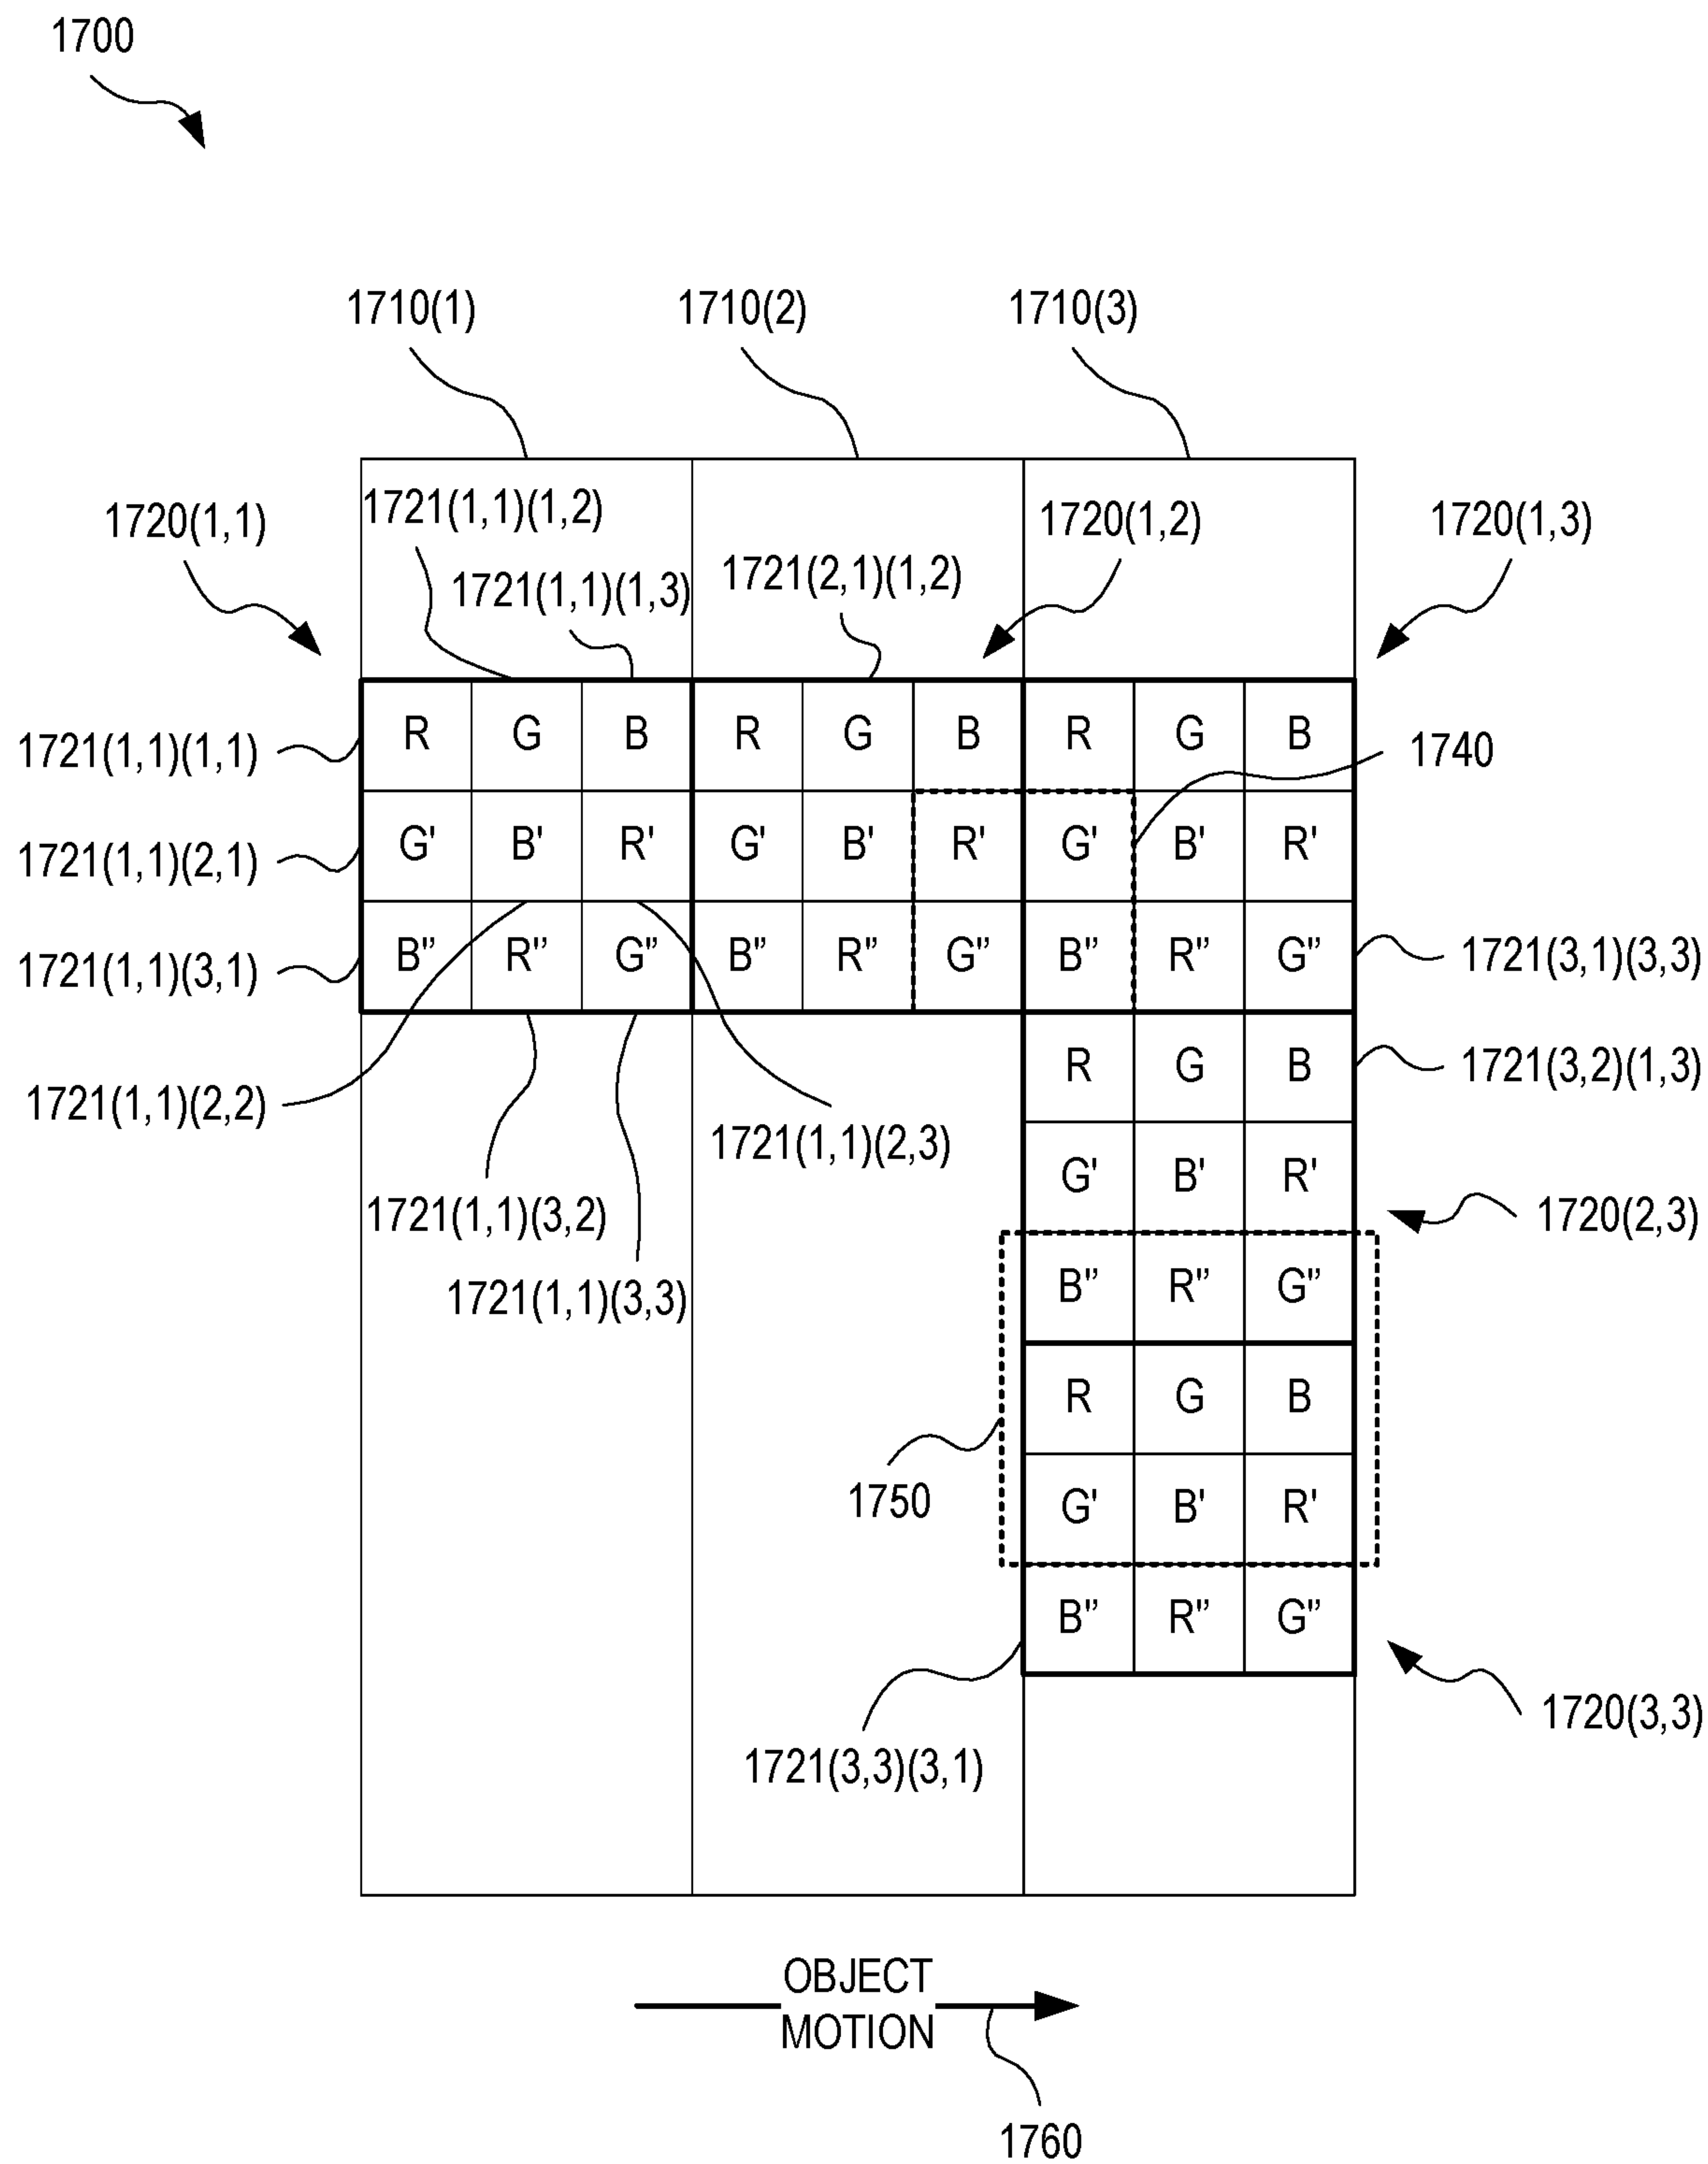 1700
1710(1) 1710(2) 1710(3)
1720(1,1) 1721(1,1)(1,2) 1720(1,2) 1720(1,3)
1721(1,1)(1,3) 1721(2,1)(1,2)
1721(1,1)(1,1) R G B R G B R G B 1740
1721(1,1)(2,1) G' B' R' G' B' R' G' B' R'
1721(1,1)(3,1) B" R" G" B" R" G" B" R" G" 1721(3,1)(3,3)
R G B 1721(3,2)(1,3)
1721(1,1)(2,2) 1721(1,1)(2,3)
G' B' R'
1721(1,1)(3,2) 1720(2,3)
1721(1,1)(3,3) B" R" G"
R G B
1750 G' B' R'
B" R" G"
1720(3,3)
1721(3,3)(3,1)
OBJECT
MOTION
1760